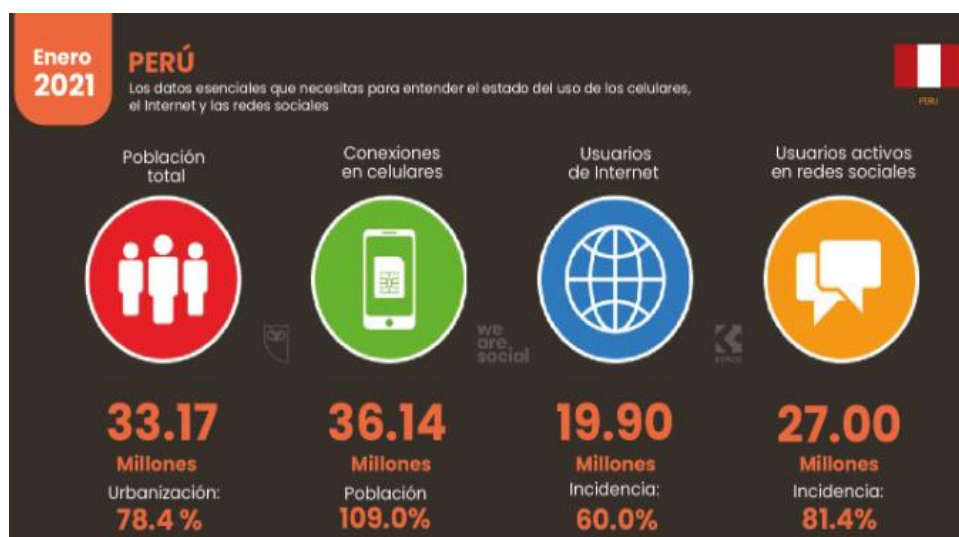 Enero
2021
PERÚ
Los datos esenciales que necesitas para entender el estado del uso de los celulares,
el Internet y las redes sociales
PERÚ
Población
total
Conexiones
en celulares
Usuarios
de Internet
Usuarios activos
en redes sociales
we
are.
social
KEPIOS
33.17
Millones
Urbanización:
78.4 %
36.14
Millones
Población
109.0%
19.90
Millones
Incidencia:
60.0%
27.00
Millones
Incidencia:
81.4%